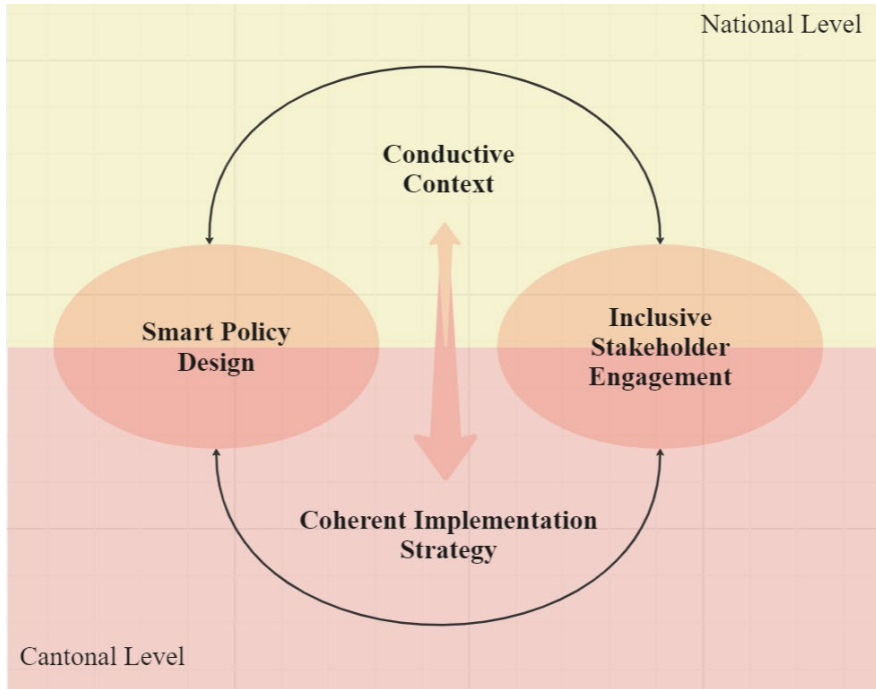 National Level
Conductive
Context
Smart Policy
Design
Inclusive
Stakeholder
Engagement
Coherent Implementation
Strategy
Cantonal Level